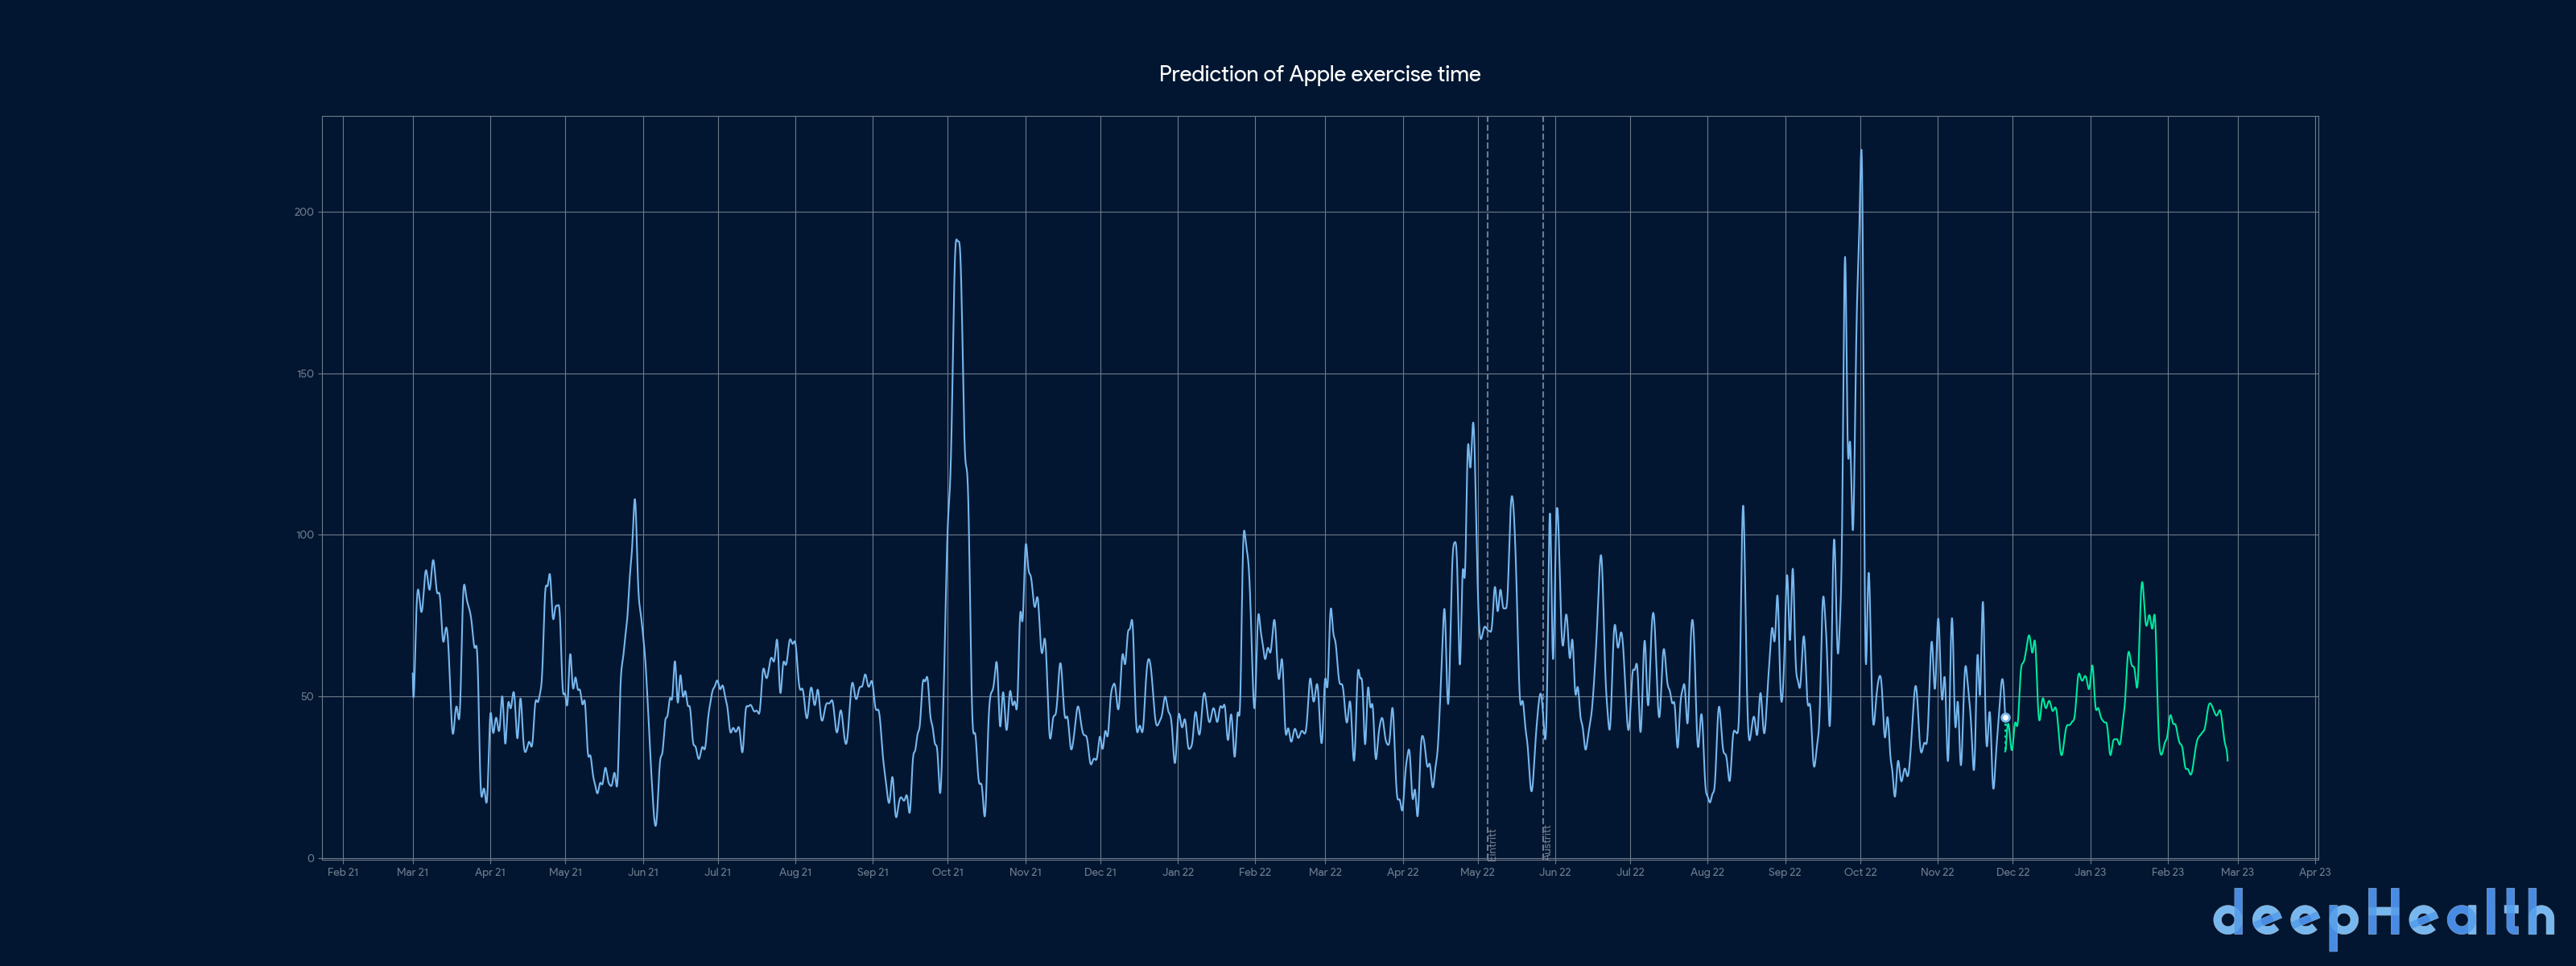 Prediction of Apple exercise time
200
150
100
50
0
Eintritt
Austritt
Feb 21 Mar 21 Apr 21 May 21 Jun 21 Jul 21 Aug 21 Sep 21 Oct 21 Nov 21 Dec 21 Jan 22 Feb 22 Mar 22 Apr 22 May 22 Jun 22 Jul 22 Aug 22 Sep 22 Oct 22 Nov 22 Dec 22 Jan 23 Feb 23 Mar 23 Apr 23
deepHealth